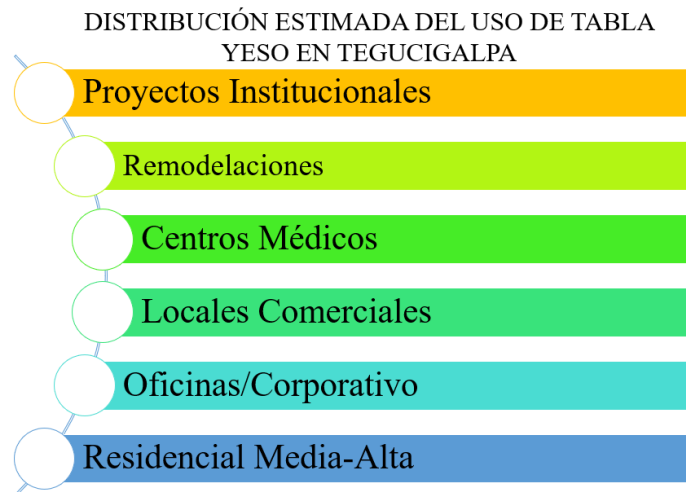 DISTRIBUCIÓN ESTIMADA DEL USO DE TABLA
YESO EN TEGUCIGALPA
Proyectos Institucionales
Remodelaciones
Centros Médicos
Locales Comerciales
Oficinas/Corporativo
Residencial Media-Alta